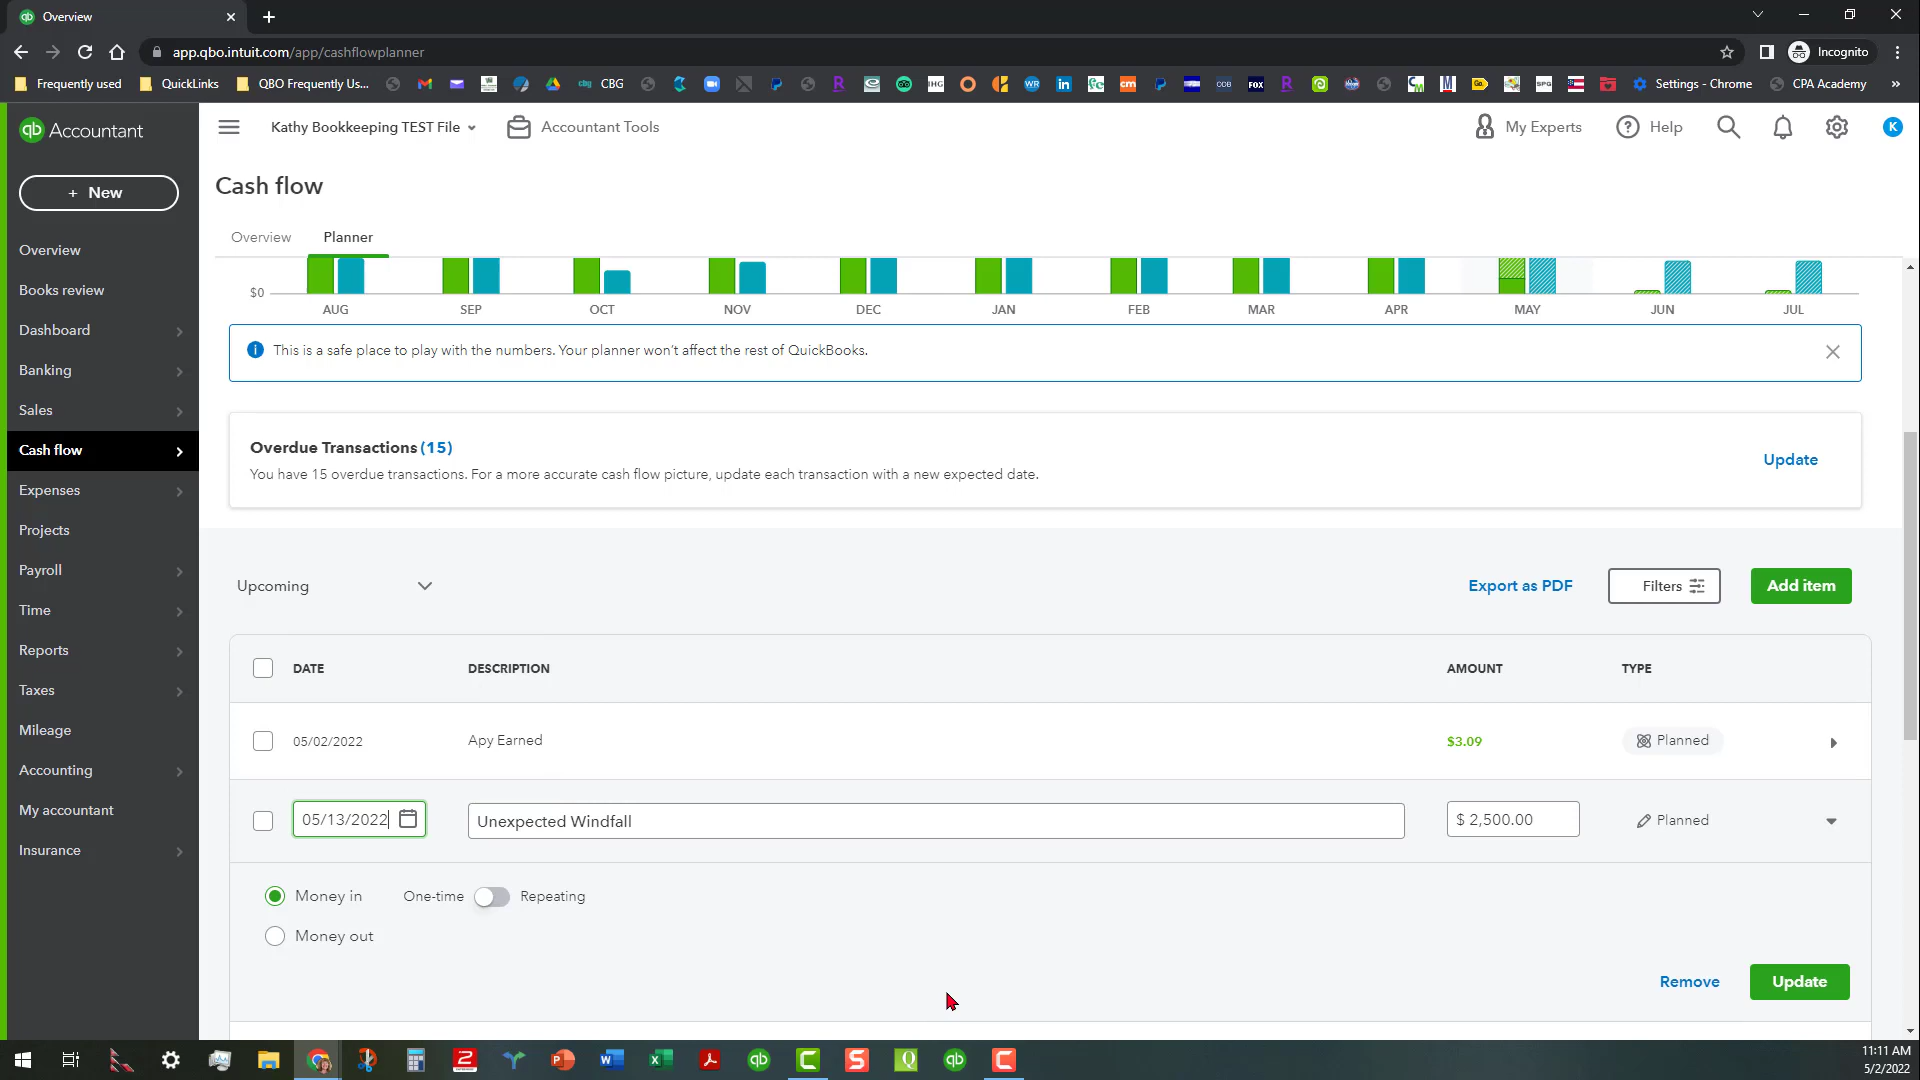 Overview
app.qbo.intuit.com/app/cashflowplanner
Incognito
Frequently used
QuickLinks
QBO Frequently Us...
CBG
Settings - Chrome
CPA Academy
»
qb Accountant
Kathy Bookkeeping TEST File
Accountant Tools
My Experts
Help
K
+ New
Overview
Books review
Dashboard
Banking
Sales
Cash flow
Expenses
Projects
Payroll
Time
Reports
Taxes
Mileage
Accounting
My accountant
Insurance
Cash flow
Overview Planner
$0
AUG SEP OCT NOV DEC JAN FEB MAR APR MAY JUN JUL
This is a safe place to play with the numbers. Your planner won't affect the rest of QuickBooks.
Overdue Transactions (15)
You have 15 overdue transactions. For a more accurate cash flow picture, update each transaction with a new expected date.
Update
Upcoming
Export as PDF
Filters
Add item
DATE DESCRIPTION AMOUNT TYPE
05/02/2022 Apy Earned $3.09 Planned
05/13/2022 Unexpected Windfall $ 2,500.00 Planned
Money in One-time Repeating
Money out
Remove Update
11:11 AM
5/2/2022